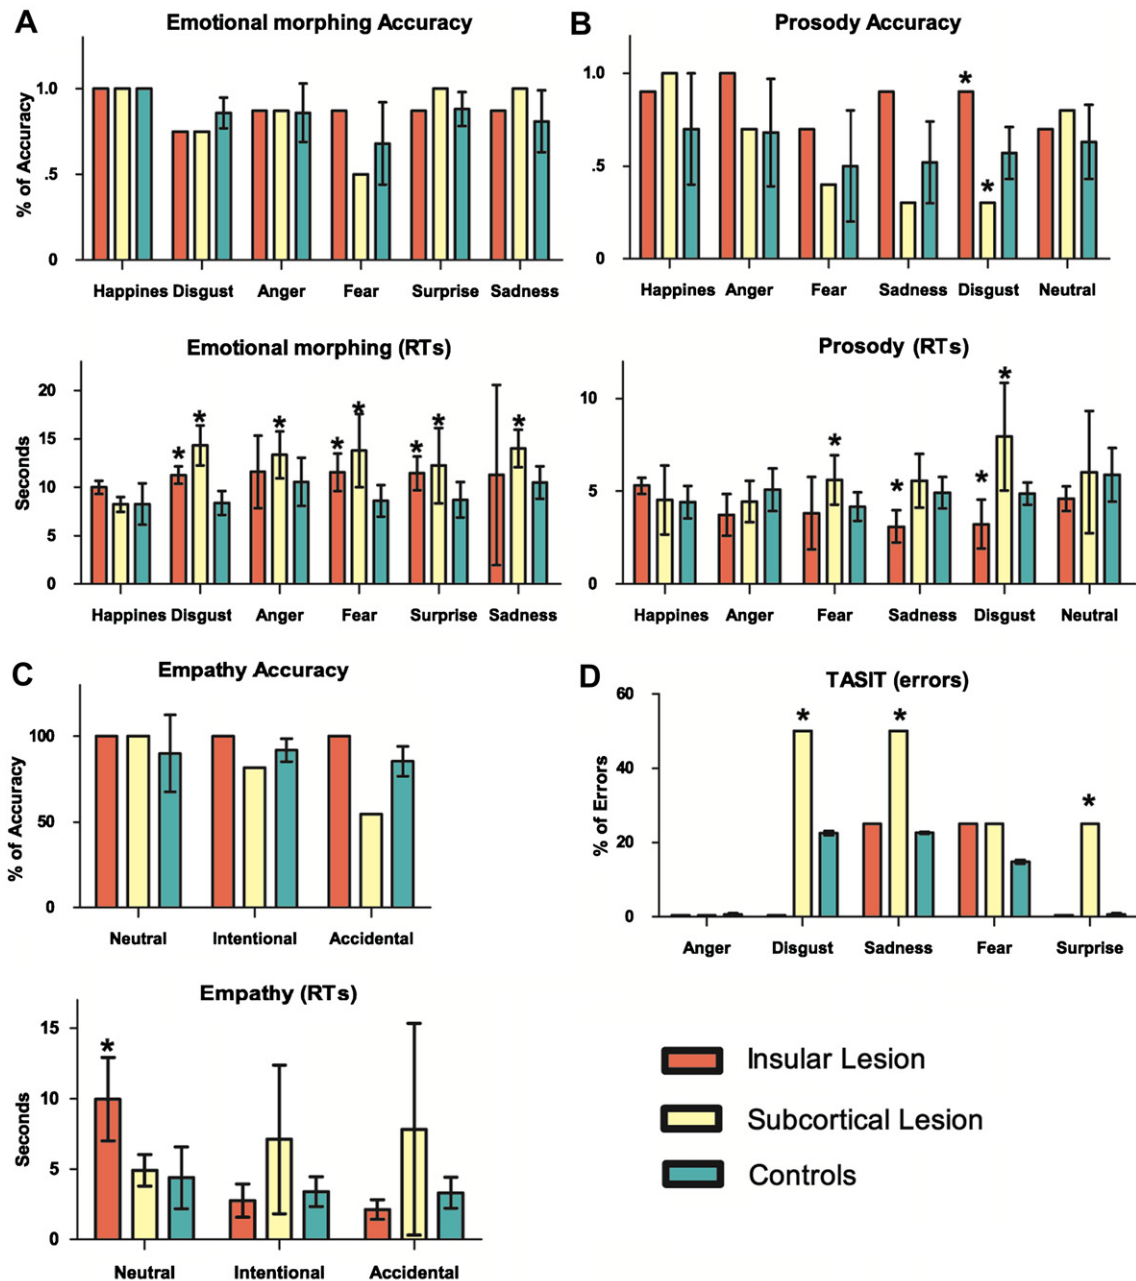 A
Emotional morphing Accuracy
% of Accuracy
1.0
.5
0
Happines Disgust Anger Fear Surprise Sadness
B
Prosody Accuracy
1.0
.5
0
Happines Anger Fear Sadness Disgust Neutral
* *
Emotional morphing (RTs)
Seconds
20
15
10
5
0
* * * * * * * *
Happines Disgust Anger Fear Surprise Sadness
Prosody (RTs)
10
5
0
* * * *
Happines Anger Fear Sadness Disgust Neutral
C
Empathy Accuracy
% of Accuracy
100
50
0
Neutral Intentional Accidental
D
TASIT (errors)
% of Errors
60
40
20
0
* * *
Anger Disgust Sadness Fear Surprise
Empathy (RTs)
Seconds
15
10
5
0
*
Neutral Intentional Accidental
Insular Lesion
Subcortical Lesion
Controls